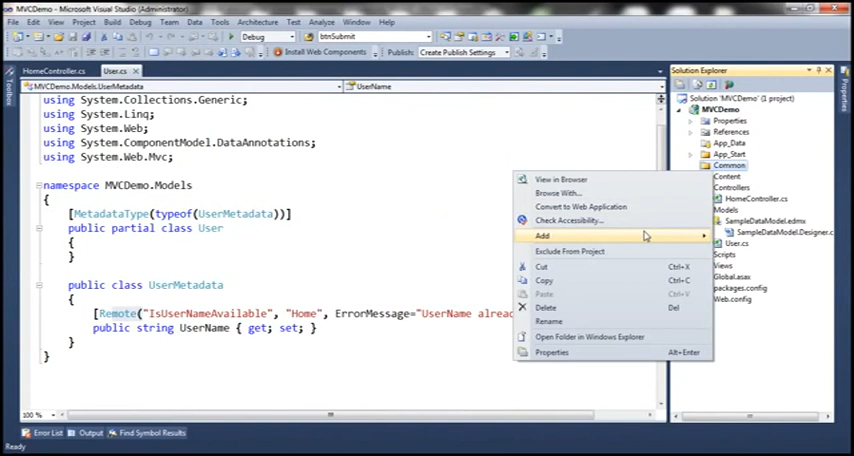 MVCDemo - Microsoft Visual Studio (Administrator)
File Edit View Project Build Debug Team Data Tools Architecture Test Analyze Window Help
Debug btnSubmit
Install Web Components Publish: Create Publish Settings
Toolbox
HomeController.cs User.cs
MVCDemo.Models.UserMetadata UserName
using System.Collections.Generic;
using System.Linq;
using System.Web;
using System.ComponentModel.DataAnnotations;
using System.Web.Mvc;
namespace MVCDemo.Models
{
[MetadataType(typeof(UserMetadata))]
public partial class User
{
}
public class UserMetadata
{
[Remote("IsUserNameAvailable", "Home", ErrorMessage="UserName alread
public string UserName { get; set; }
}
}
100 %
View in Browser
Browse With...
Convert to Web Application
Check Accessibility...
Add
Exclude From Project
Cut Ctrl+X
Copy Ctrl+C
Paste Ctrl+V
Delete Del
Rename
Open Folder in Windows Explorer
Properties Alt+Enter
Solution Explorer
Solution 'MVCDemo' (1 project)
MVCDemo
Properties
References
App_Data
App_Start
Common
Content
Controllers
HomeController.cs
Models
SampleDataModel.edmx
SampleDataModel.Designer.c
User.cs
Scripts
Views
Global.asax
packages.config
Web.config
Properties
Error List Output Find Symbol Results
Ready